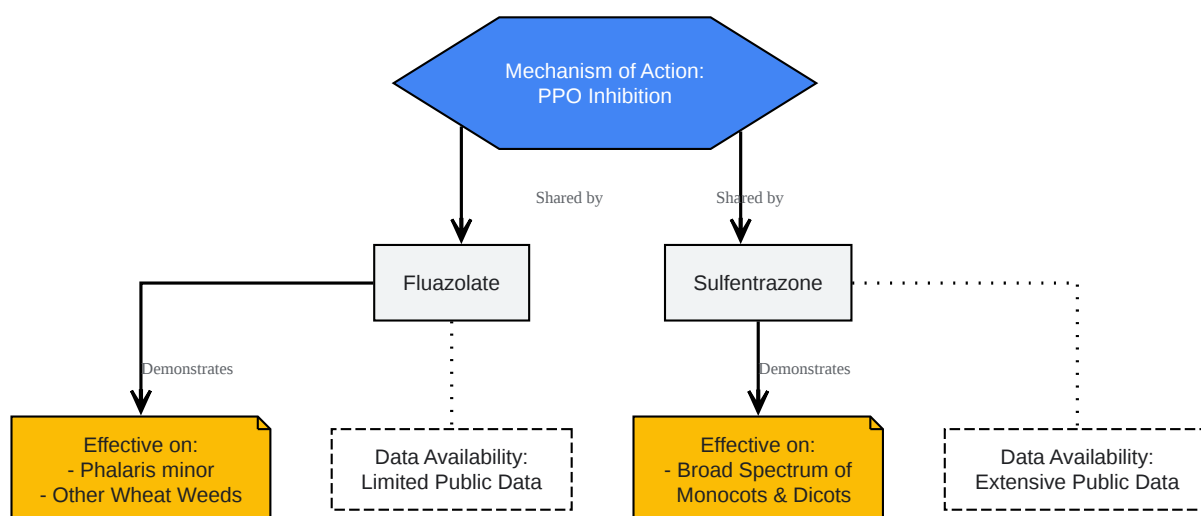 Mechanism of Action:
PPO Inhibition
Shared by
Shared by
Fluazolate
Sulfentrazone
Demonstrates
Demonstrates
Effective on:
- Phalaris minor
- Other Wheat Weeds
Data Availability:
Limited Public Data
Effective on:
- Broad Spectrum of
Monocots & Dicots
Data Availability:
Extensive Public Data